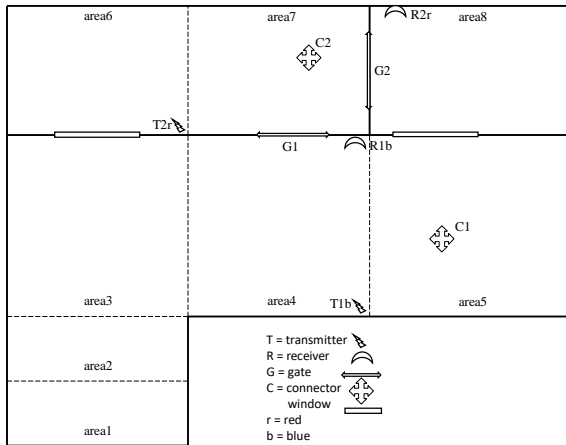 area6
area7
R2r
area8
C2
G2
T2r
G1
R1b
C1
area3
area4
T1b
area5
area2
area1
T = transmitter
R = receiver
G = gate
C = connector
window
r = red
b = blue